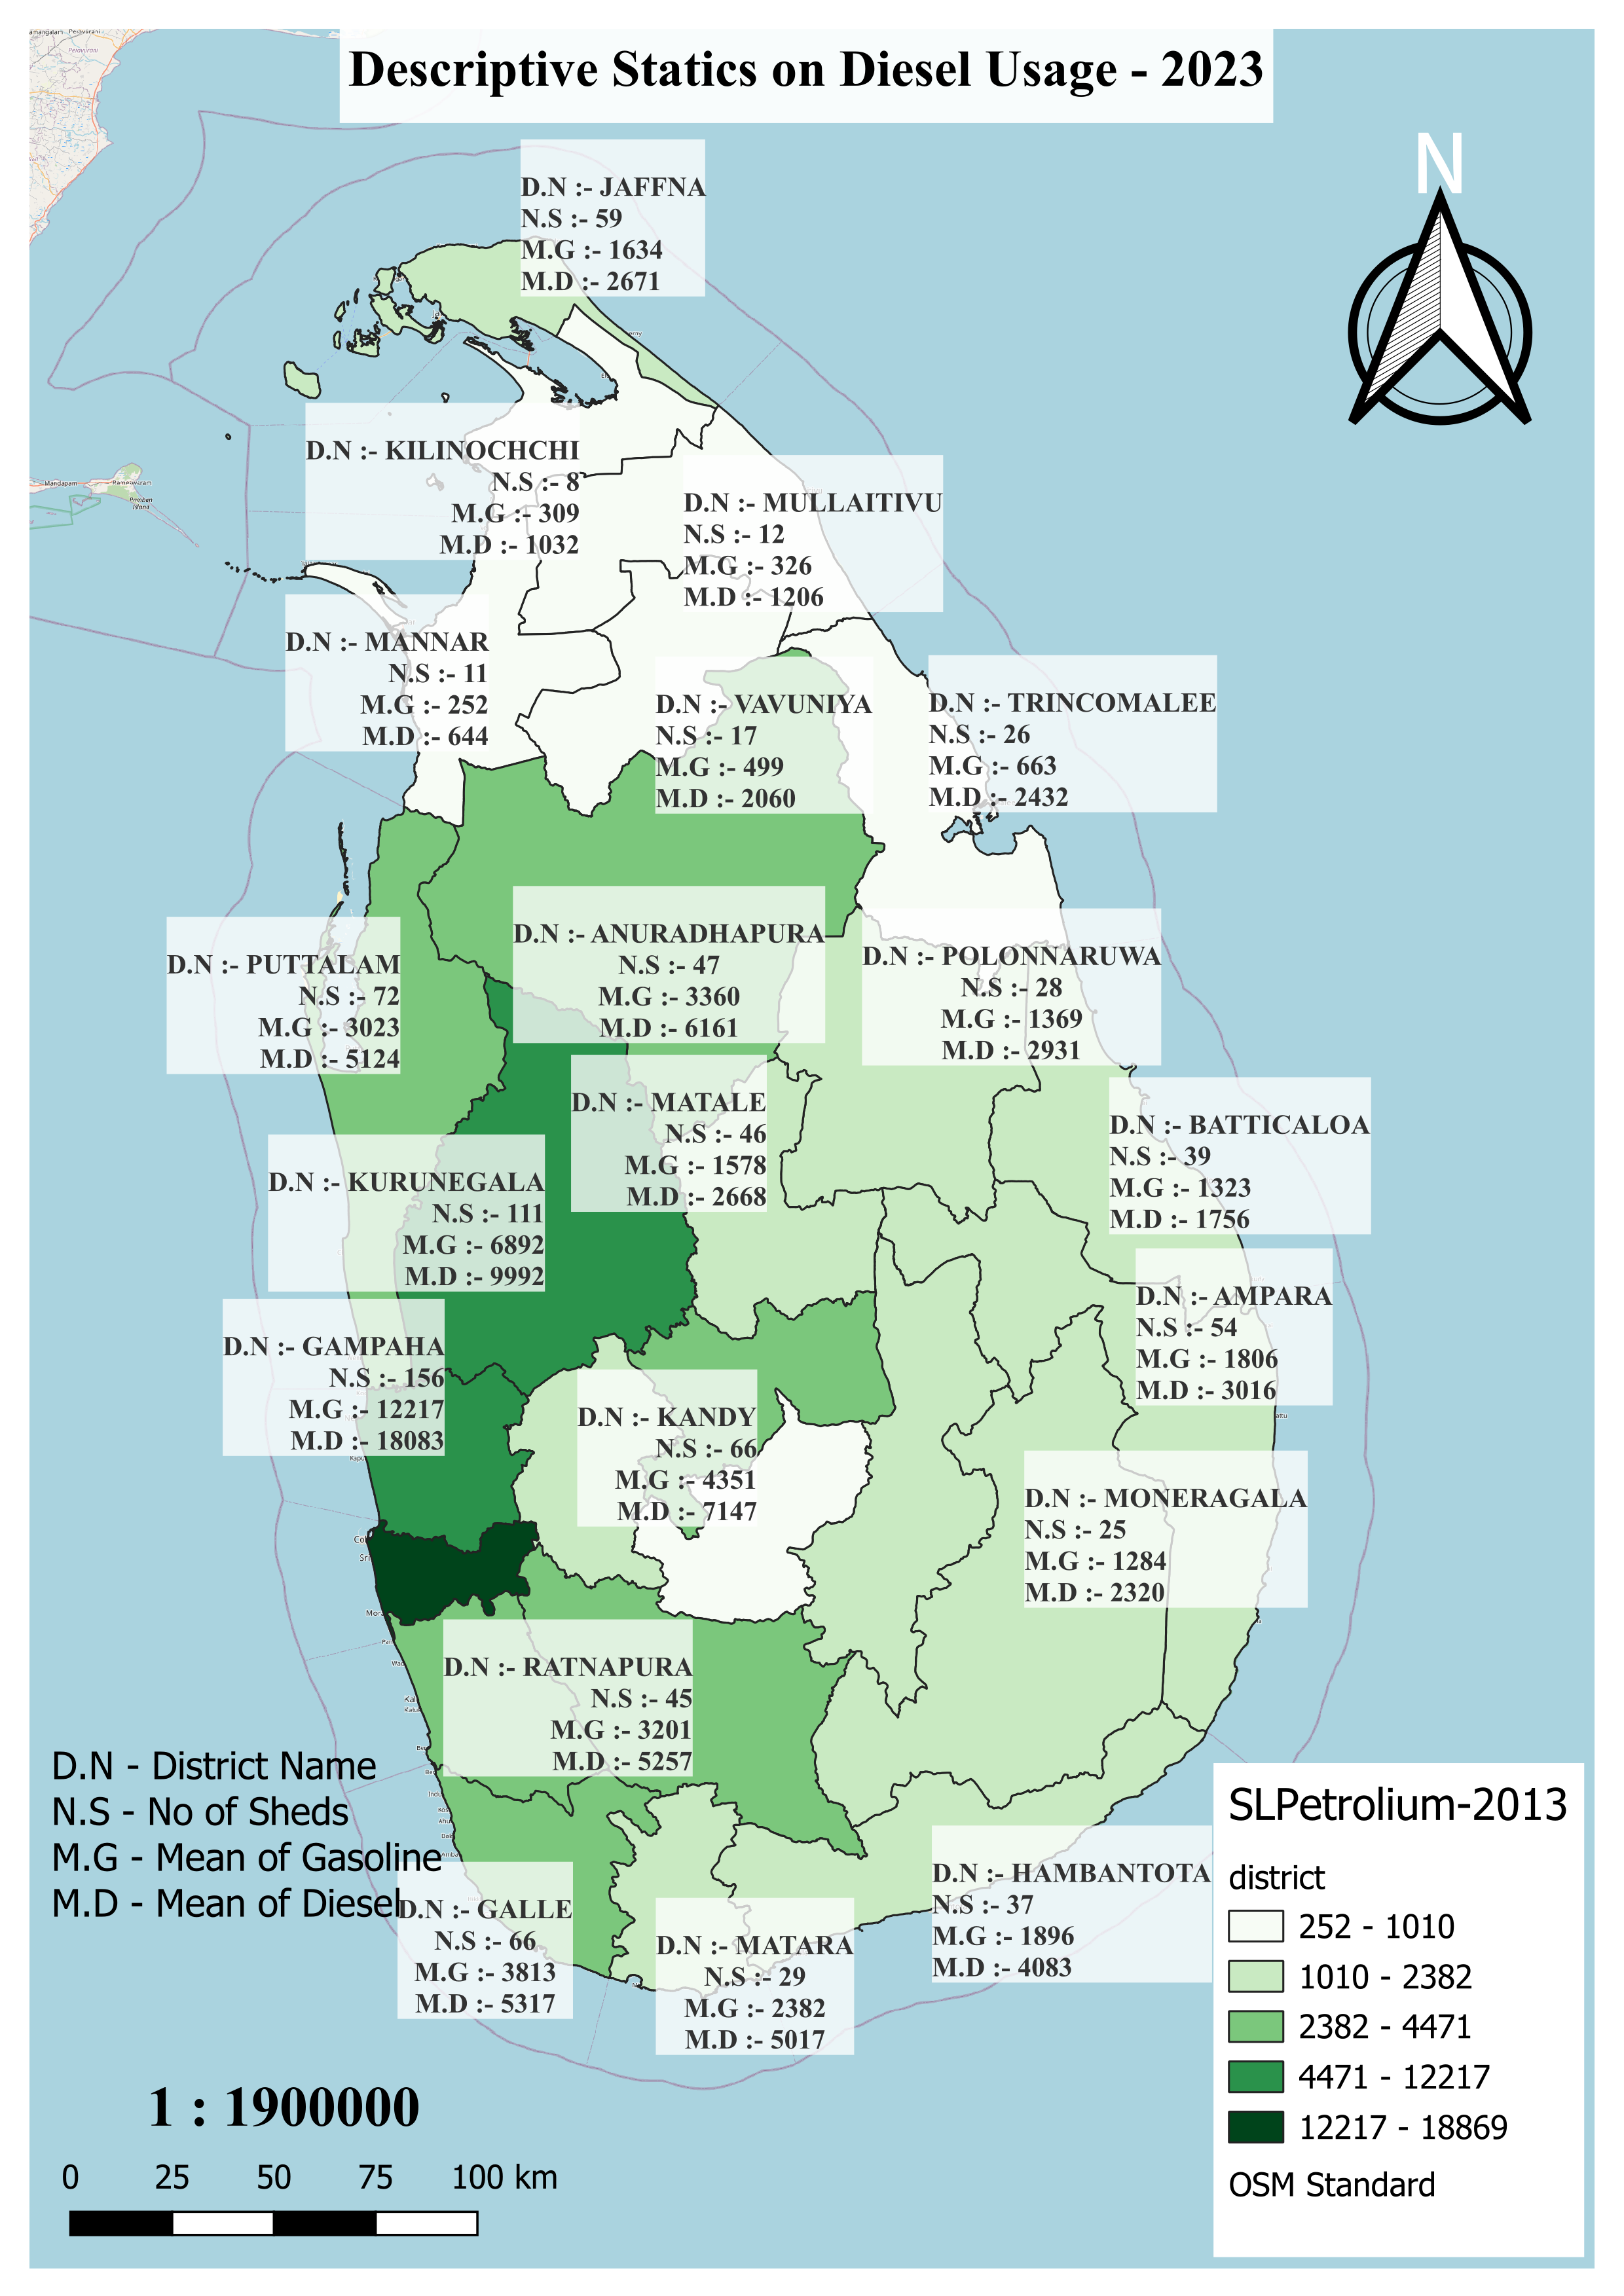 Descriptive Statics on Diesel Usage - 2023
N
D.N :- JAFFNA
N.S :- 59
M.G :- 1634
M.D :- 2671
D.N :- KILINOCHCHI
N.S :- 8
M.G :- 309
M.D :- 1032
Mandapam
Rameswaram
Pamban
Island
D.N :- MULLAITIVU
N.S :- 12
M.G :- 326
M.D :- 1206
D.N :- MANNAR
N.S :- 11
M.G :- 252
M.D :- 644
D.N :- VAVUNIYA
N.S :- 17
M.G :- 499
M.D :- 2060
D.N :- TRINCOMALEE
N.S :- 26
M.G :- 663
M.D :- 2432
D.N :- PUTTALAM
N.S :- 72
M.G :- 3023
M.D :- 5124
D.N :- ANURADHAPURA
N.S :- 47
M.G :- 3360
M.D :- 6161
D.N :- POLONNARUWA
N.S :- 28
M.G :- 1369
M.D :- 2931
D.N :- MATALE
N.S :- 46
M.G :- 1578
M.D :- 2668
D.N :- BATTICALOA
N.S :- 39
M.G :- 1323
M.D :- 1756
D.N :- KURUNEGALA
N.S :- 111
M.G :- 6892
M.D :- 9992
D.N :- AMPARA
N.S :- 54
M.G :- 1806
M.D :- 3016
D.N :- GAMPAHA
N.S :- 156
M.G :- 12217
M.D :- 18083
D.N :- KANDY
N.S :- 66
M.G :- 4351
M.D :- 7147
D.N :- MONERAGALA
N.S :- 25
M.G :- 1284
M.D :- 2320
D.N :- RATNAPURA
N.S :- 45
M.G :- 3201
M.D :- 5257
D.N - District Name
N.S - No of Sheds
M.G - Mean of Gasoline
M.D - Mean of Diesel
D.N :- GALLE
N.S :- 66
M.G :- 3813
M.D :- 5317
D.N :- MATARA
N.S :- 29
M.G :- 2382
M.D :- 5017
D.N :- HAMBANTOTA
N.S :- 37
M.G :- 1896
M.D :- 4083
SLPetrolium-2013
district
252 - 1010
1010 - 2382
2382 - 4471
4471 - 12217
12217 - 18869
OSM Standard
1 : 1900000
0 25 50 75 100 km